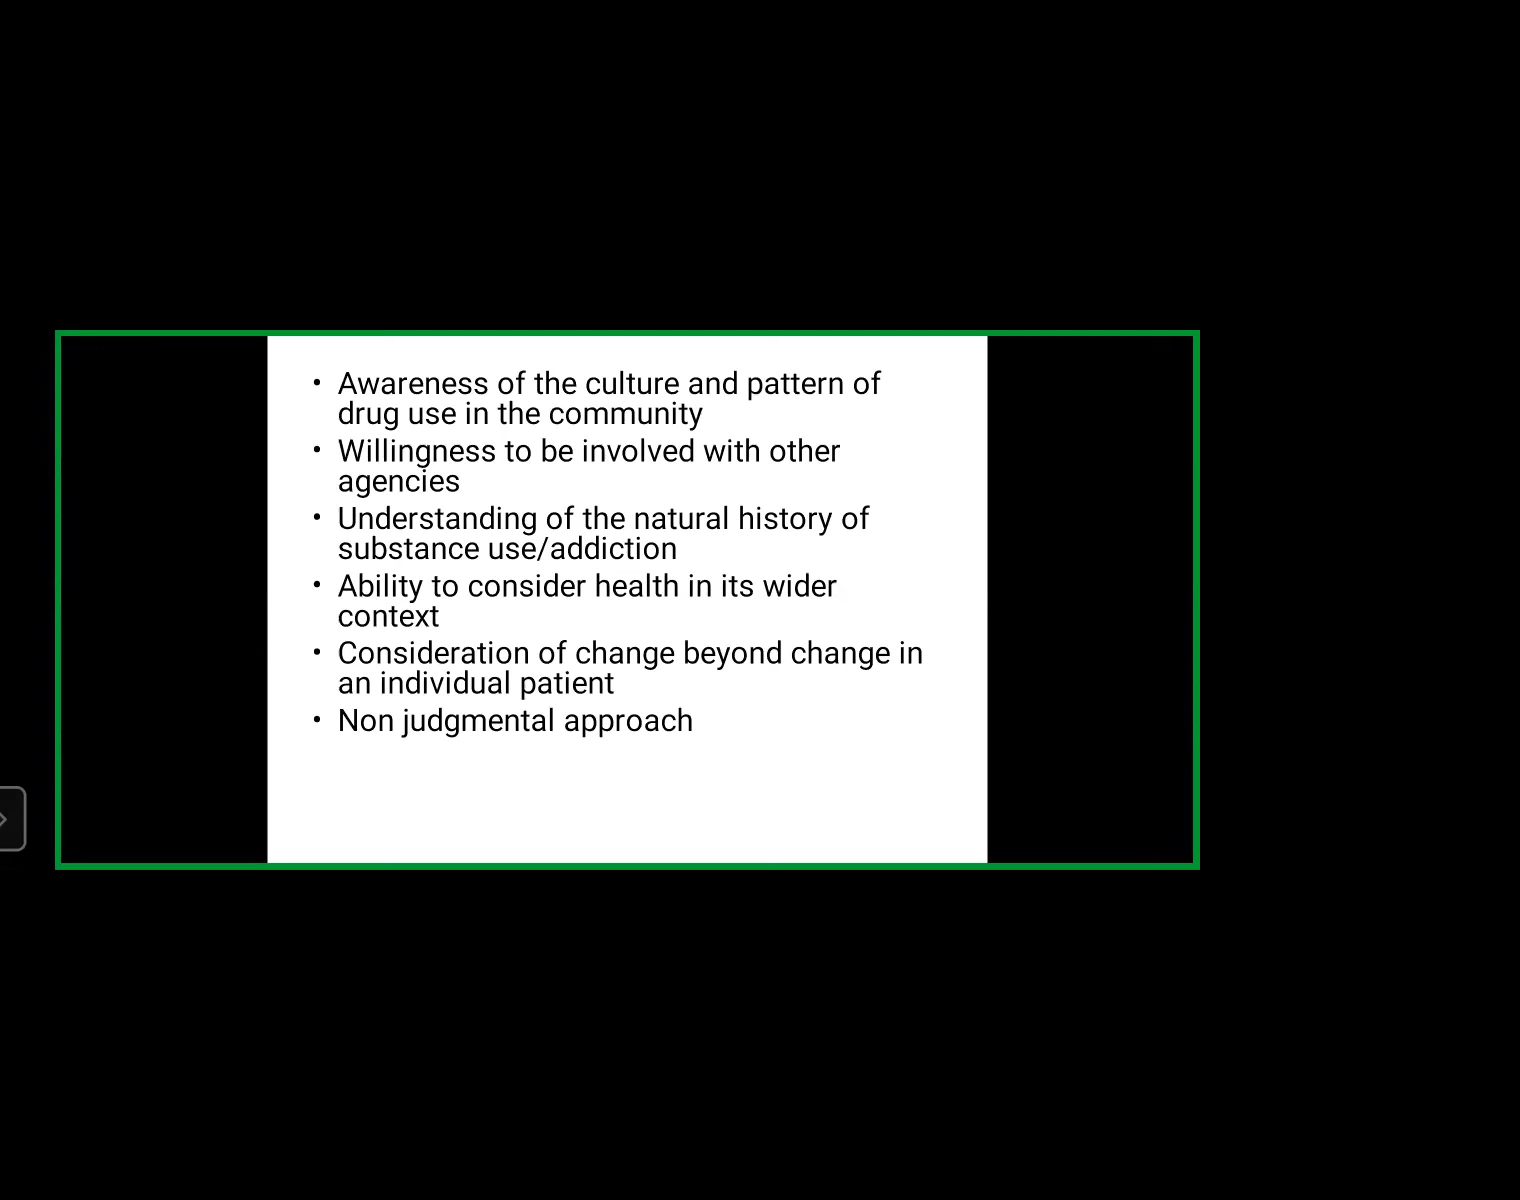 • Awareness of the culture and pattern of
drug use in the community
• Willingness to be involved with other
agencies
• Understanding of the natural history of
substance use/addiction
• Ability to consider health in its wider
context
• Consideration of change beyond change in
an individual patient
• Non judgmental approach